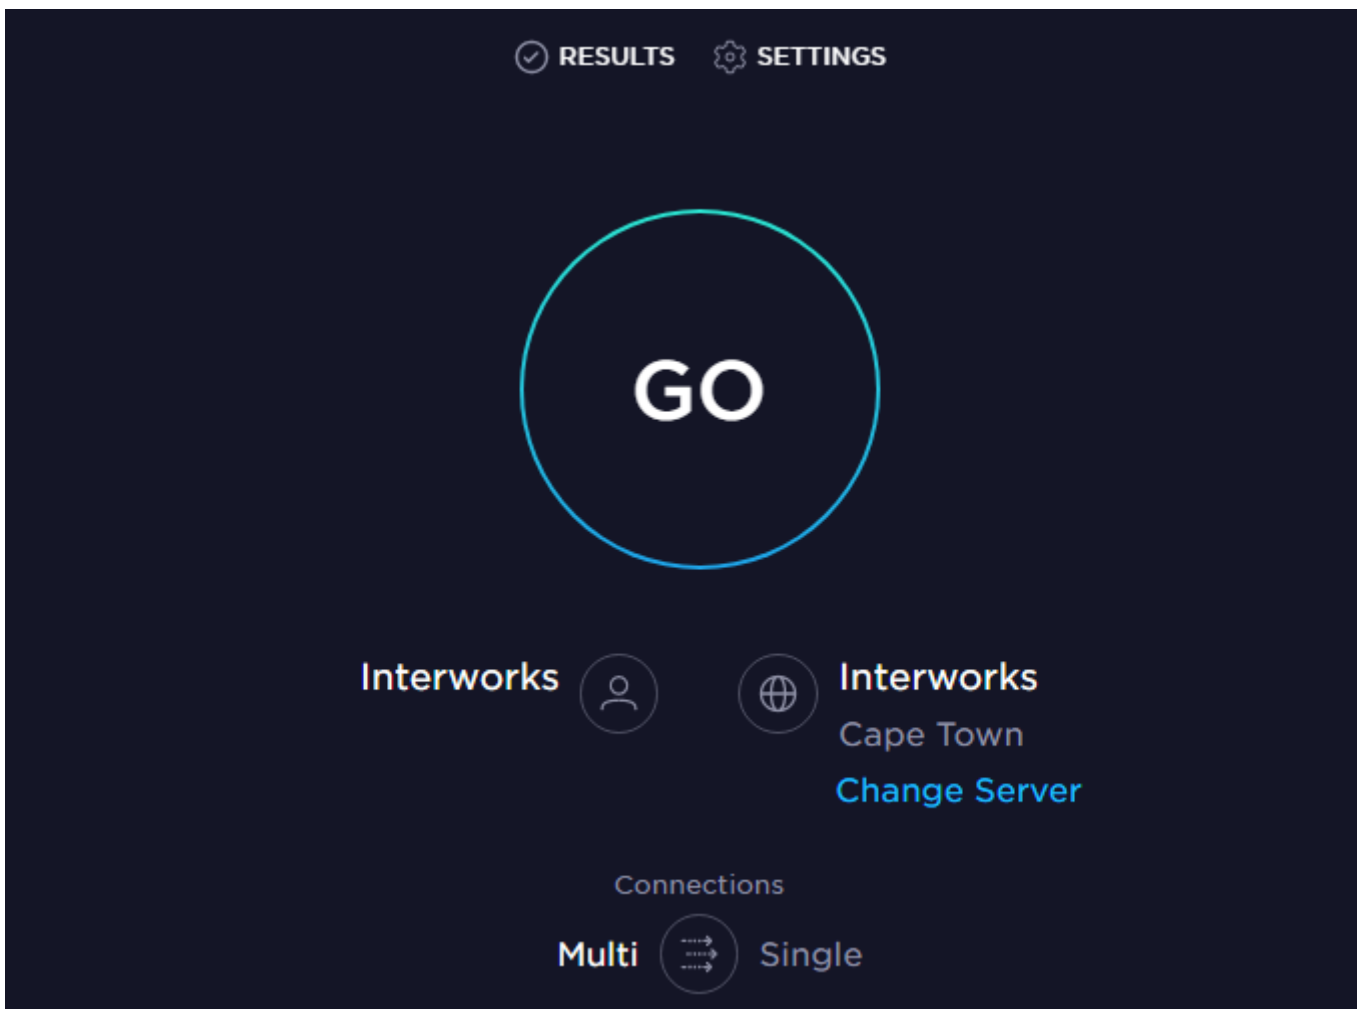 RESULTS SETTINGS
GO
Interworks
Interworks
Cape Town
Change Server
Connections
Multi Single